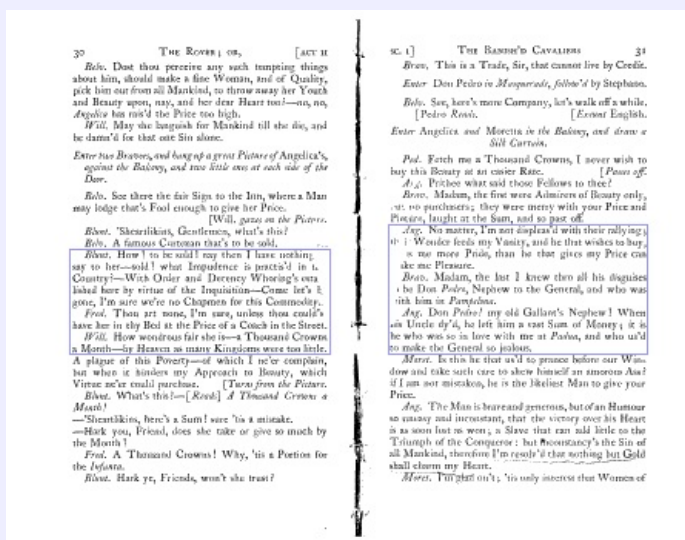 30 THE ROVER; OR, [ACT II
Belv. Dost thou perceive any such tempting things
about him, should make a fine Woman, and of Quality,
pick him out from all Mankind, to throw away her Youth
and Beauty upon, nay, and her dear Heart too?—no, no,
Angelica has rais'd the Price too high.
Will. May she languish for Mankind till she die, and
be damn'd for that one Sin alone.
Enter two Bravoes, and hang up a great Picture of Angelica's,
against the Balcony, and two little ones at each side of the
Door.
Belv. See there the fair Sign to the Inn, where a Man
may lodge that's Fool enough to give her Price.
[Will. gazes on the Picture.
Blunt. 'Sheartlikins, Gentlemen, what's this?
Belv. A famous Curtezan that's to be sold.
Blunt. How! to be sold! nay then I have nothing
say to her—sold! what Impudence is practis'd in
Country?—With Order and Decency Whoring's esta
lished here by virtue of the Inquisition—Come let's
gone, I'm sure we're no Chapmen for this Commodity.
Fred. Thou art none, I'm sure, unless thou could'st
have her in thy Bed at the Price of a Coach in the Street.
Will. How wondrous fair she is—a Thousand Crowns
a Month—by Heaven as many Kingdoms were too little.
A plague of this Poverty—of which I ne'er complain,
but when it hinders my Approach to Beauty, which
Virtue ne'er could purchase. [Turns from the Picture.
Blunt. What's this?—[Reads] A Thousand Crowns a
Month!
—'Sheartlikins, here's a Sum! sure 'tis a mistake.
—Hark you, Friend, does she take or give so much by
the Month!
Fred. A Thousand Crowns! Why, 'tis a Portion for
the Infanta.
Blunt. Hark ye, Friends, won't she trust?
SC. I] THE BANISH'D CAVALIERS 31
Brav. This is a Trade, Sir, that cannot live by Credit.
Enter Don Pedro in Masquerade, follow'd by Stephano.
Belv. See, here's more Company, let's walk off a while.
[Pedro Reads. [Exeunt English.
Enter Angelica and Moretta in the Balcony, and draw a
Silk Curtain.
Ped. Fetch me a Thousand Crowns, I never wish to
buy this Beauty at an easier Rate. [Passes off.
Ang. Prithee what said those Fellows to thee?
Brav. Madam, the first were Admirers of Beauty only,
no purchasers; they were merry with your Price and
Picture, laught at the Sum, and so past off.
Ang. No matter, I'm not displeas'd with their rallying;
Wonder feeds my Vanity, and he that wishes to buy,
me more Pride, than he that gives my Price can
ake me Pleasure.
Brav. Madam, the last I knew thro all his disguises
be Don Pedro, Nephew to the General, and who was
ith him in Pampelona.
Ang. Don Pedro! my old Gallant's Nephew! When
Uncle dy'd, he left him a vast Sum of Money; it is
he who was so in love with me at Padua, and who us'd
to make the General so jealous.
Moret. Is this he that us'd to prance before our Win
dow and take such care to shew himself an amorous Ass?
if I am not mistaken, he is the likeliest Man to give your
Price.
Ang. The Man is brave and generous, but of an Humour
so uneasy and inconstant, that the victory over his Heart
is as soon lost as won; a Slave that can add little to the
Triumph of the Conqueror: but inconstancy's the Sin of
all Mankind, therefore I'm resolv'd that nothing but Gold
shall charm my Heart.
Moret. I'm glad on't; 'tis only interest that Women of